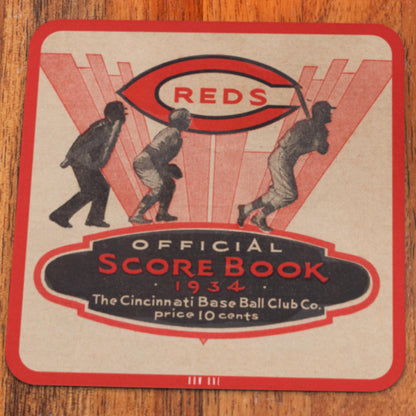 REDS
OFFICIAL
SCORE BOOK
· 1934 ·
The Cincinnati Base Ball Club Co.
price 10 cents